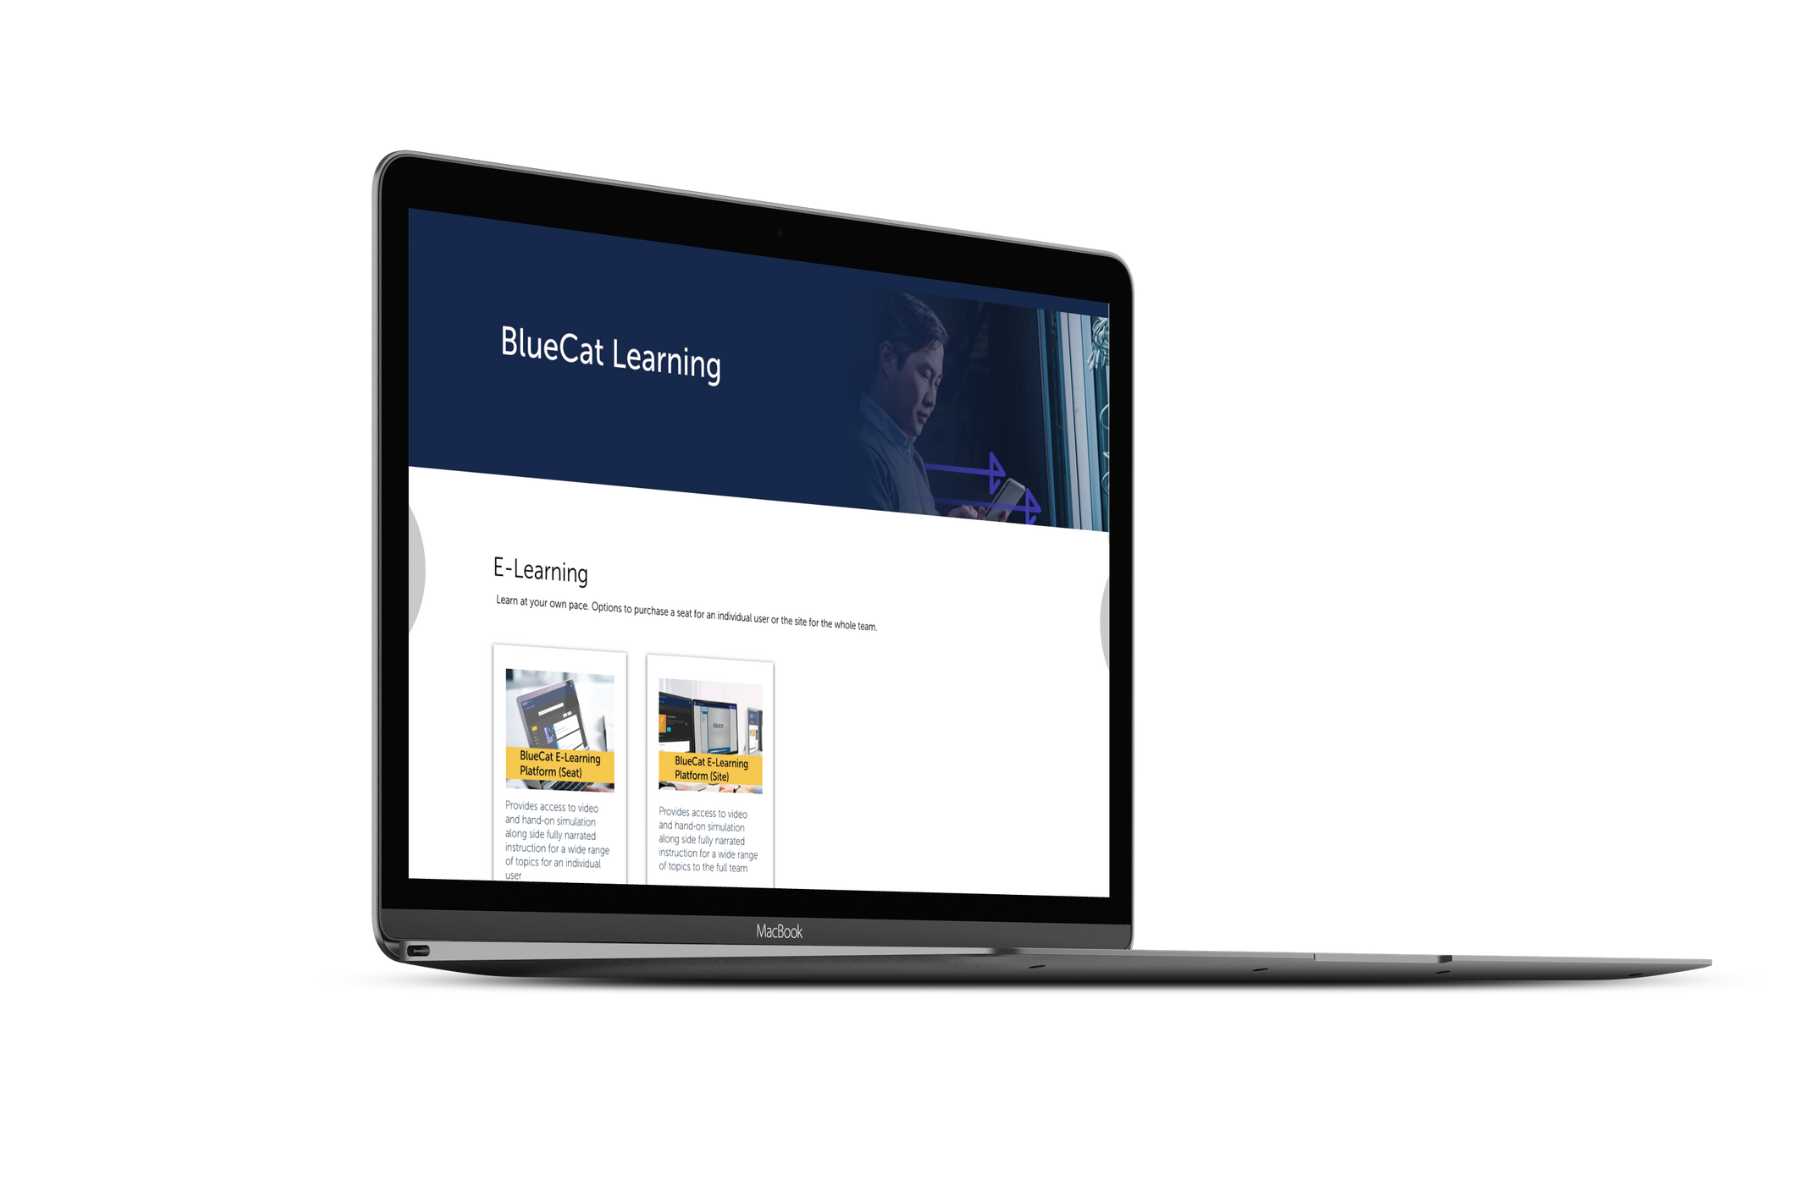 BlueCat Learning
E-Learning
Learn at your own pace. Options to purchase a seat for an individual user or the site for the whole team.
BlueCat E-Learning
Platform (Seat)
Provides access to video
and hand-on simulation
along side fully narrated
instruction for a wide range
of topics for an individual
user
BlueCat E-Learning
Platform (Site)
Provides access to video
and hand-on simulation
along side fully narrated
instruction for a wide range
of topics to the full team
MacBook